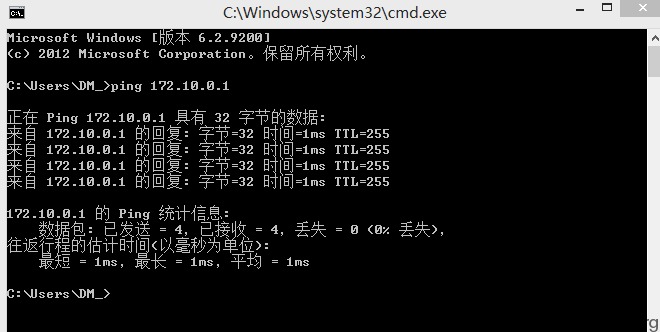 C:\Windows\system32\cmd.exe
Microsoft Windows [版本 6.2.9200]
(c) 2012 Microsoft Corporation。保留所有权利。
C:\Users\DM_>ping 172.10.0.1
正在 Ping 172.10.0.1 具有 32 字节的数据:
来自 172.10.0.1 的回复: 字节=32 时间=1ms TTL=255
来自 172.10.0.1 的回复: 字节=32 时间=1ms TTL=255
来自 172.10.0.1 的回复: 字节=32 时间=1ms TTL=255
来自 172.10.0.1 的回复: 字节=32 时间=1ms TTL=255
172.10.0.1 的 Ping 统计信息:
数据包: 已发送 = 4, 已接收 = 4, 丢失 = 0 (0% 丢失),
往返行程的估计时间(以毫秒为单位):
最短 = 1ms, 最长 = 1ms, 平均 = 1ms
C:\Users\DM_>
rg